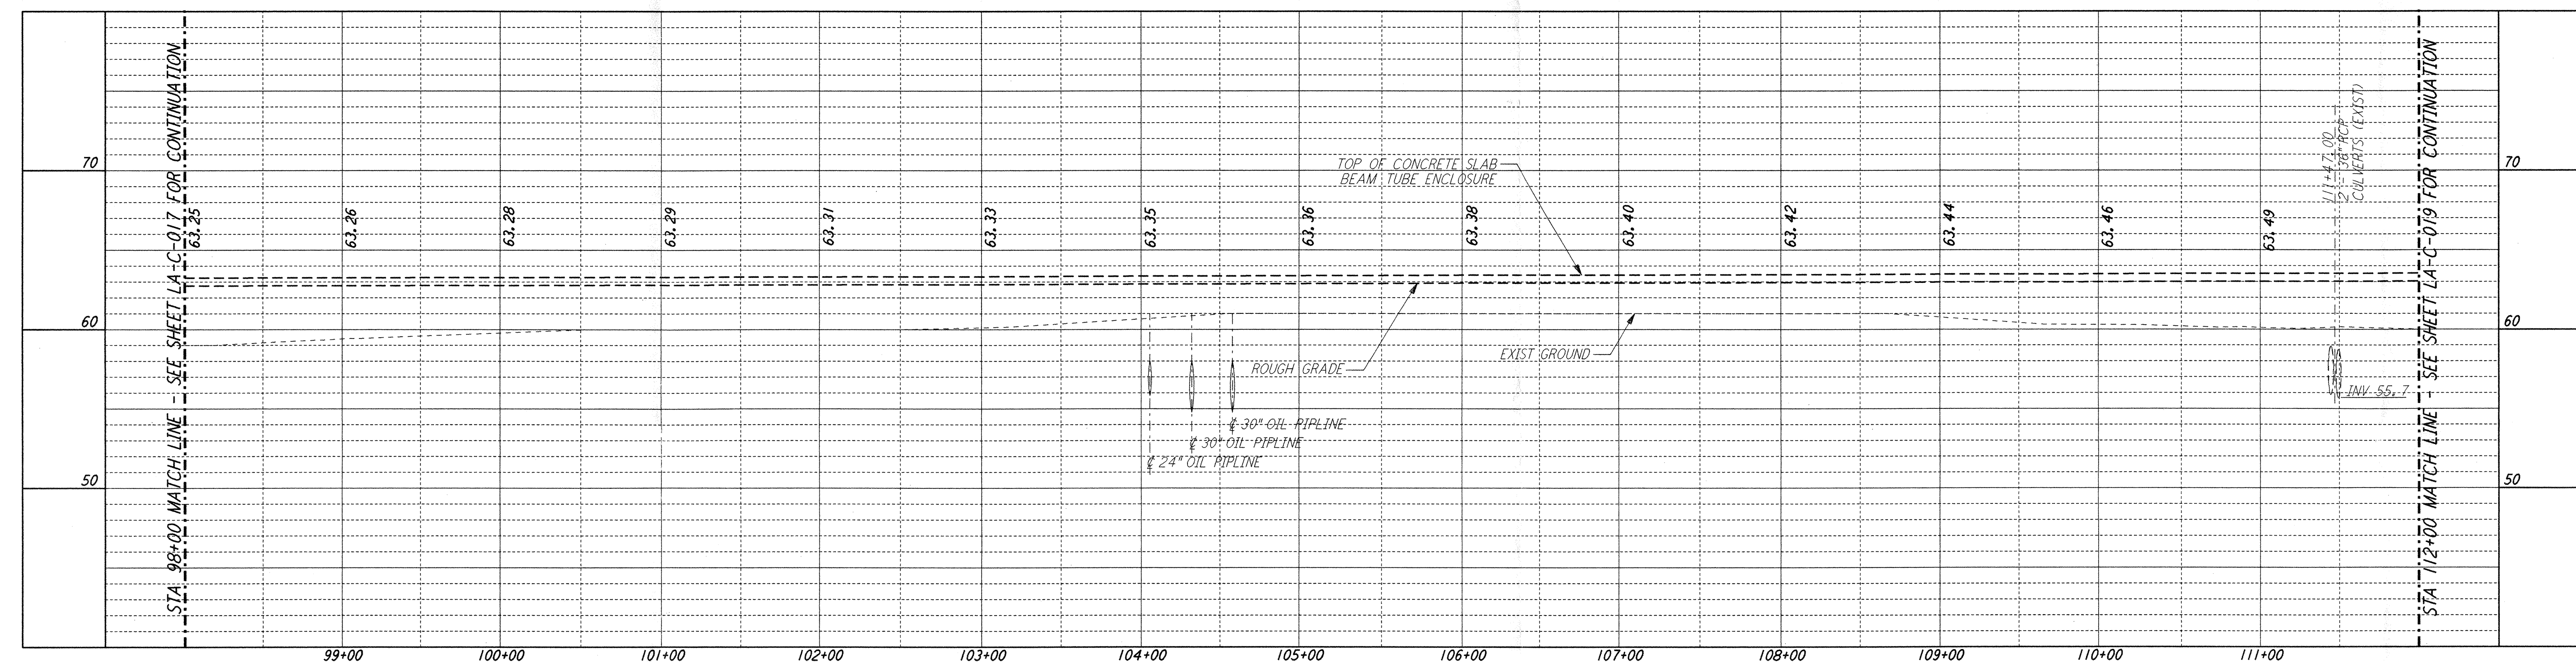 STA 98+00 MATCH LINE - SEE SHEET LA-C-017 FOR CONTINUATION
70
60
50
63.25
63.26
63.28
63.29
63.31
63.33
63.35
63.36
63.38
63.40
63.42
63.44
63.46
63.49
TOP OF CONCRETE SLAB
BEAM TUBE ENCLOSURE
ROUGH GRADE
EXIST GROUND
℄ 30" OIL PIPLINE
℄ 30" OIL PIPLINE
℄ 24" OIL PIPLINE
111+47.00
2 - 36" RCP
CULVERTS (EXIST)
INV 55.7
STA 112+00 MATCH LINE - SEE SHEET LA-C-019 FOR CONTINUATION
70
60
50
99+00
100+00
101+00
102+00
103+00
104+00
105+00
106+00
107+00
108+00
109+00
110+00
111+00